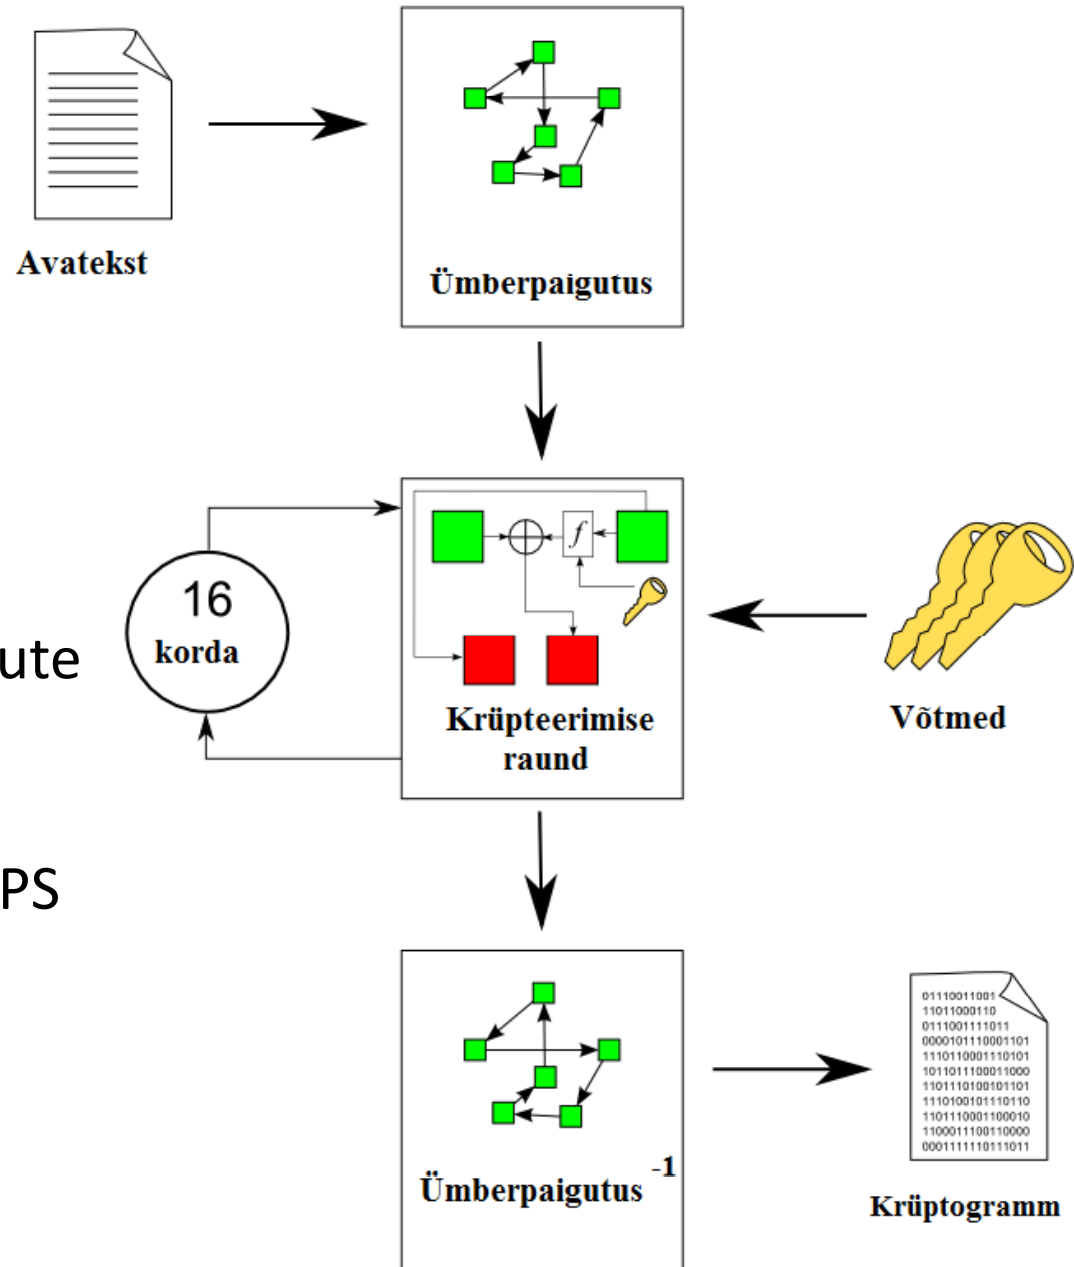 Avatekst
Ümberpaigutus
16
korda
ute
f
Krüpteerimise
raund
Võtmed
PS
Ümberpaigutus -1
01110011001
11011000110
0111001111011
0000101110001101
1110110001110101
1011011100011000
1101110100101101
1110100101110110
1101110001100010
1100011100110000
0001111110111011
Krüptogramm